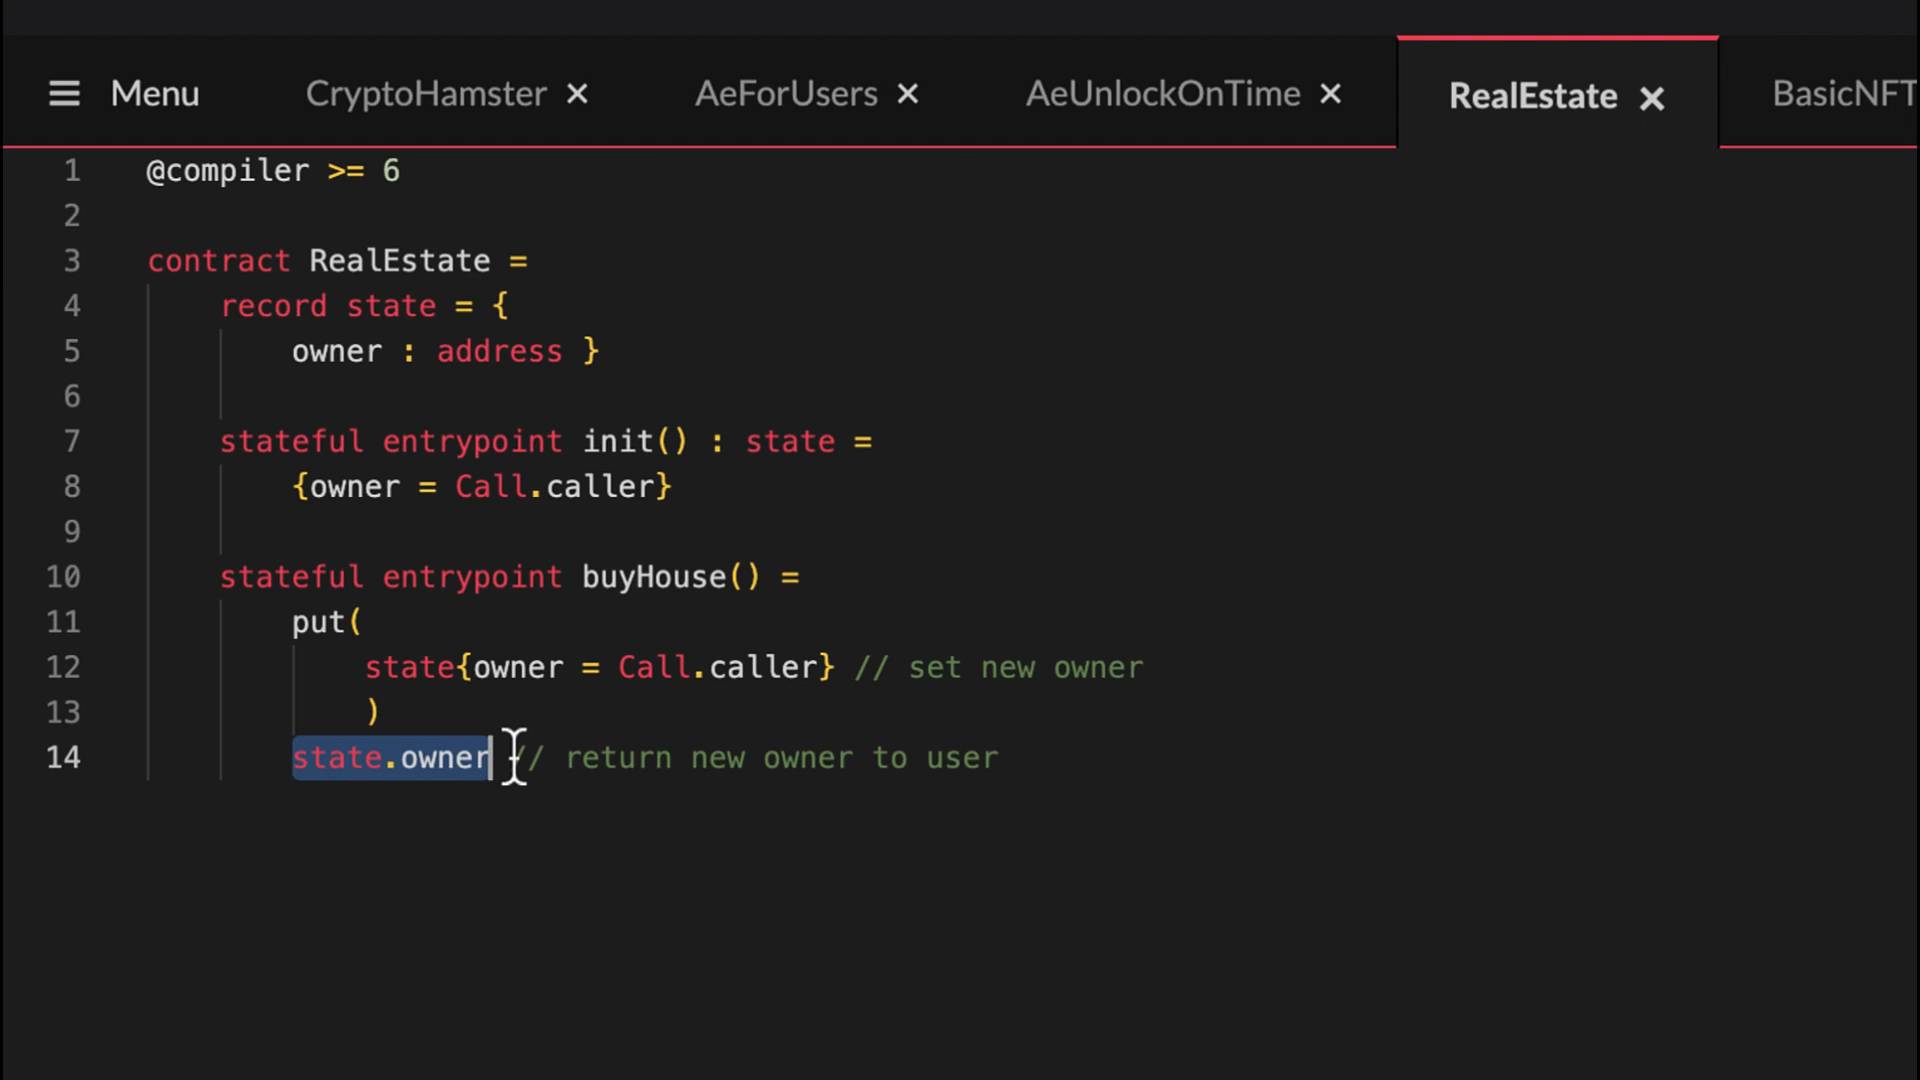 Menu CryptoHamster × AeForUsers × AeUnlockOnTime × RealEstate × BasicNFT
1 @compiler >= 6
2
3 contract RealEstate =
4 record state = {
5 owner : address }
6
7 stateful entrypoint init() : state =
8 {owner = Call.caller}
9
10 stateful entrypoint buyHouse() =
11 put(
12 state{owner = Call.caller} // set new owner
13 )
14 state.owner // return new owner to user